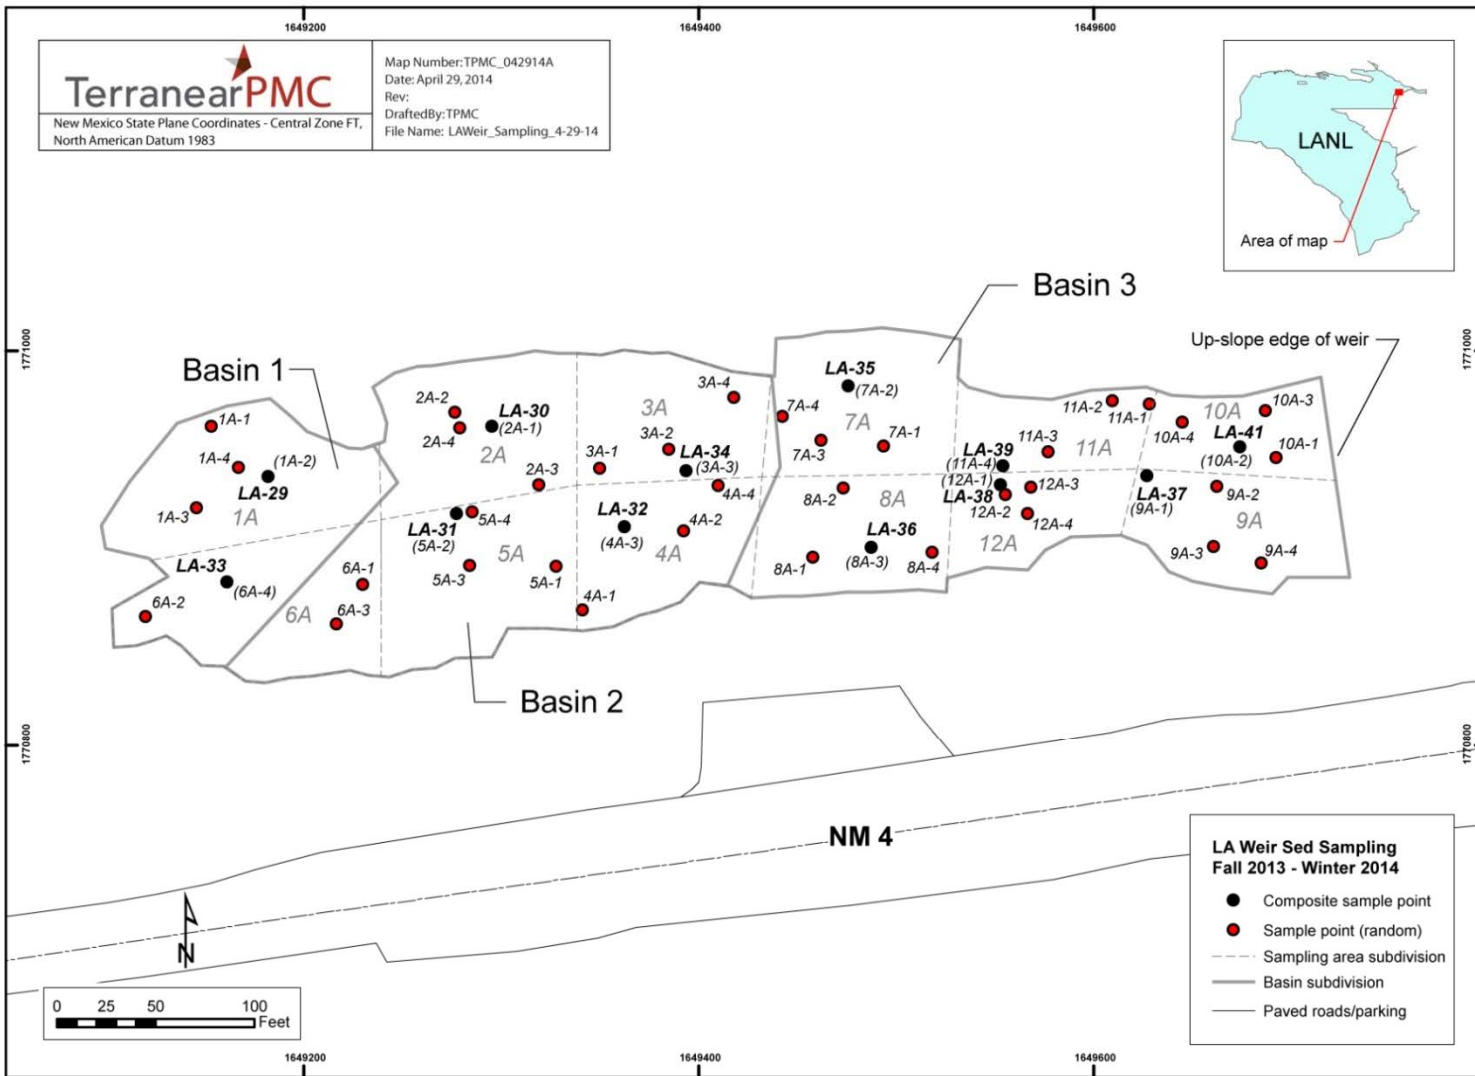 1649200
1649400
1649600
TerranearPMC
New Mexico State Plane Coordinates - Central Zone FT,
North American Datum 1983
Map Number:TPMC_042914A
Date: April 29, 2014
Rev:
DraftedBy:TPMC
File Name: LAWeir_Sampling_4-29-14
LANL
Area of map
Basin 3
1771000
1771000
Up-slope edge of weir
Basin 1
1A-1
1A-4
(1A-2)
LA-29
1A-3
1A
LA-33
(6A-4)
6A-2
6A-1
6A-3
6A
2A-2
2A-4
LA-30
(2A-1)
2A
2A-3
LA-31
(5A-2)
5A-4
5A-3
5A
5A-1
3A-4
3A
3A-2
3A-1
LA-34
(3A-3)
4A-4
LA-32
(4A-3)
4A-2
4A
4A-1
LA-35
(7A-2)
7A-4
7A
7A-3
7A-1
8A-2
8A
LA-36
(8A-3)
8A-1
8A-4
11A-2
11A-1
11A-3
11A
LA-39
(11A-4)
(12A-1)
LA-38
12A-3
12A-2
12A-4
12A
10A-3
10A
10A-4
LA-41
(10A-2)
10A-1
LA-37
(9A-1)
9A-2
9A
9A-3
9A-4
Basin 2
1770800
1770800
NM 4
N
0 25 50 100
Feet
LA Weir Sed Sampling
Fall 2013 - Winter 2014
Composite sample point
Sample point (random)
Sampling area subdivision
Basin subdivision
Paved roads/parking
1649200
1649400
1649600